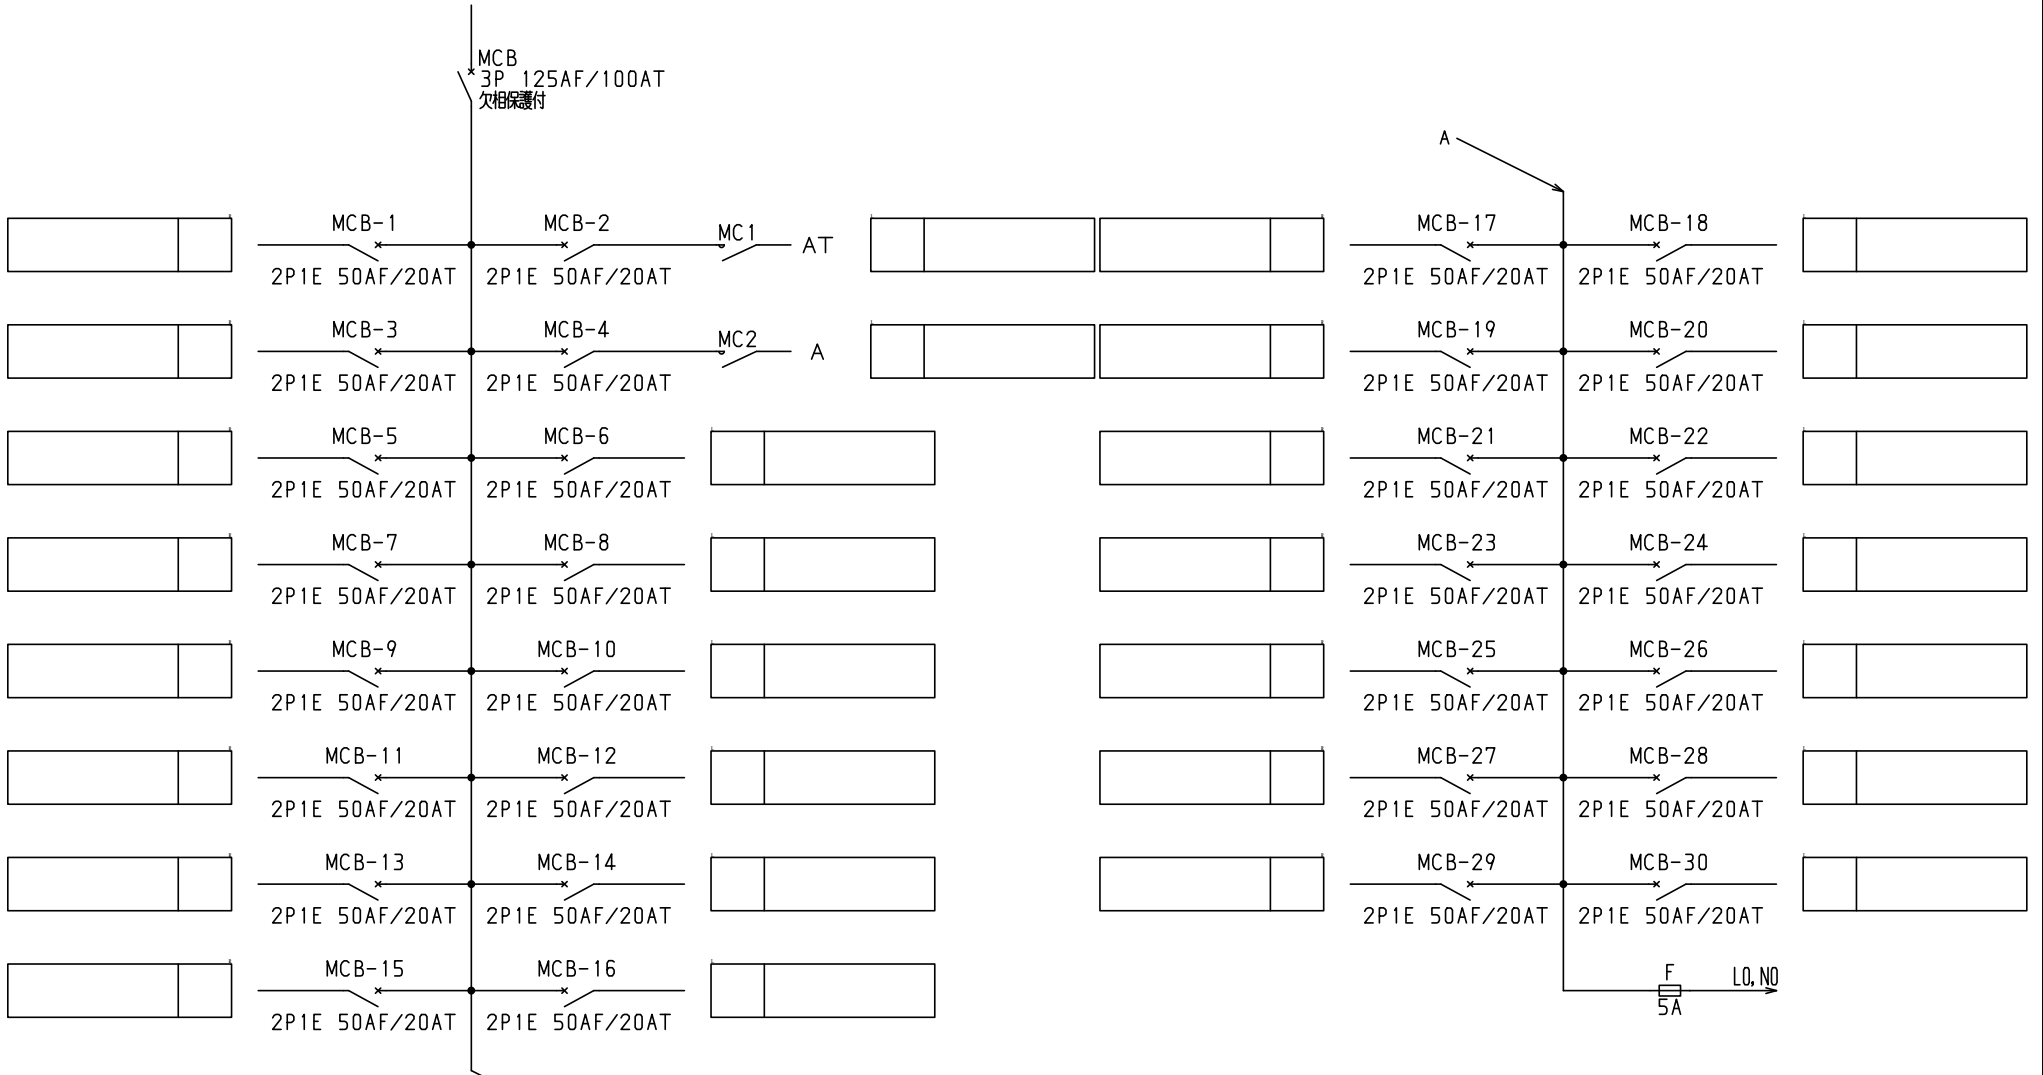 MCB
3P 125AF/100AT
欠相保護付
A
MCB-1 MCB-2 MC1 AT
2P1E 50AF/20AT 2P1E 50AF/20AT
MCB-3 MCB-4 MC2 A
2P1E 50AF/20AT 2P1E 50AF/20AT
MCB-5 MCB-6
2P1E 50AF/20AT 2P1E 50AF/20AT
MCB-7 MCB-8
2P1E 50AF/20AT 2P1E 50AF/20AT
MCB-9 MCB-10
2P1E 50AF/20AT 2P1E 50AF/20AT
MCB-11 MCB-12
2P1E 50AF/20AT 2P1E 50AF/20AT
MCB-13 MCB-14
2P1E 50AF/20AT 2P1E 50AF/20AT
MCB-15 MCB-16
2P1E 50AF/20AT 2P1E 50AF/20AT
MCB-17 MCB-18
2P1E 50AF/20AT 2P1E 50AF/20AT
MCB-19 MCB-20
2P1E 50AF/20AT 2P1E 50AF/20AT
MCB-21 MCB-22
2P1E 50AF/20AT 2P1E 50AF/20AT
MCB-23 MCB-24
2P1E 50AF/20AT 2P1E 50AF/20AT
MCB-25 MCB-26
2P1E 50AF/20AT 2P1E 50AF/20AT
MCB-27 MCB-28
2P1E 50AF/20AT 2P1E 50AF/20AT
MCB-29 MCB-30
2P1E 50AF/20AT 2P1E 50AF/20AT
F L0,N0
5A